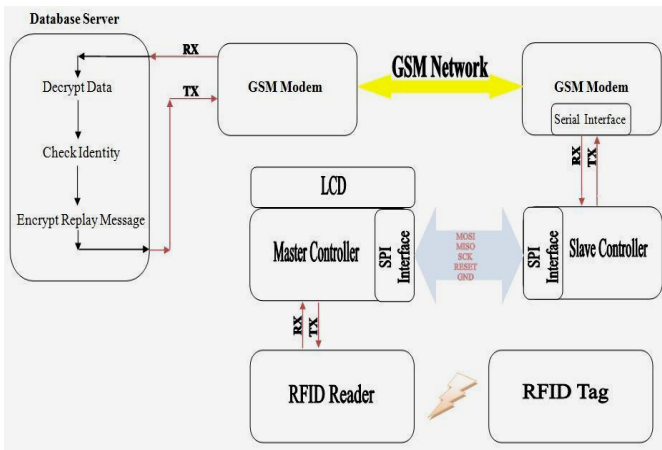 Database Server
RX
Decrypt Data
TX
Check Identity
Encrypt Replay Message
GSM Modem
GSM Network
GSM Modem
Serial Interface
RX
TX
LCD
Master Controller
SPI
Interface
MOSI
MISO
SCK
RESET
GND
SPI
Interface
Slave Controller
RX
TX
RFID Reader
RFID Tag